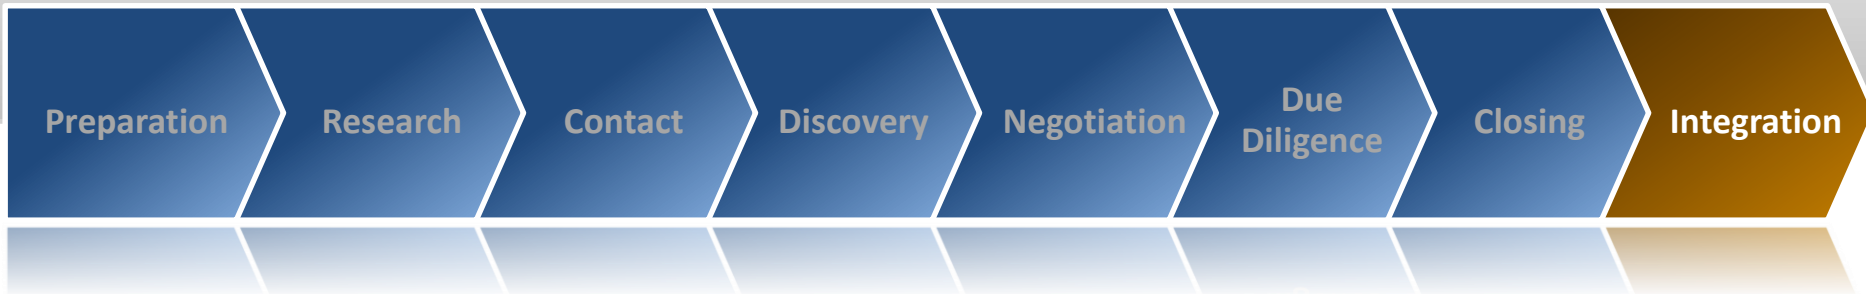 Preparation
Research
Contact
Discovery
Negotiation
Due
Diligence
Closing
Integration